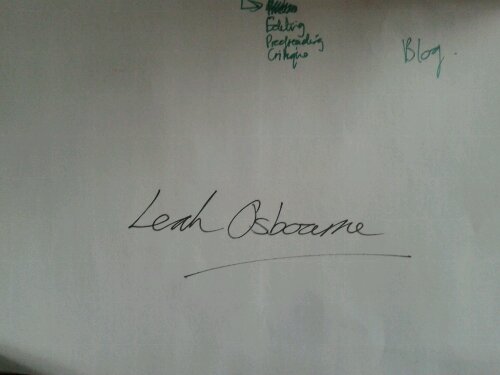 Editing
Proofreading
Critique
Blog.
Leah Osbourne